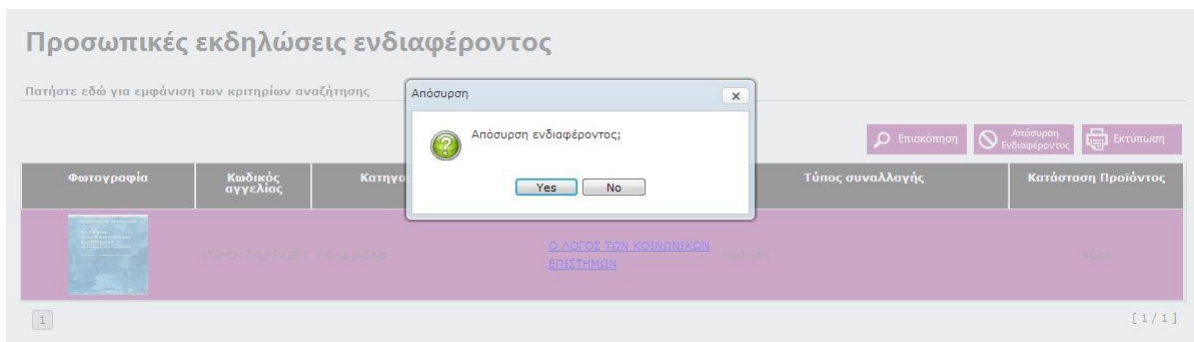 Προσωπικές εκδηλώσεις ενδιαφέροντος
Πατήστε εδώ για εμφάνιση των κριτηρίων αναζήτησης
Απόσυρση
Απόσυρση ενδιαφέροντος;
Yes No
Επισκόπηση
Απόσυρση
Ενδιαφέροντος
Εκτύπωση
Φωτογραφία
Κωδικός
αγγελίας
Κατηγο
Τύπος συναλλαγής
Κατάσταση Προϊόντος
Ο ΛΟΓΟΣ ΤΩΝ ΚΟΙΝΩΝΙΚΩΝ
ΕΠΙΣΤΗΜΩΝ
1
[ 1 / 1 ]